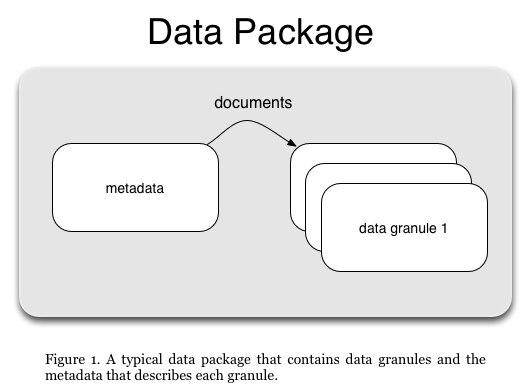 Data Package
documents
metadata
data granule 1
Figure 1. A typical data package that contains data granules and the
metadata that describes each granule.